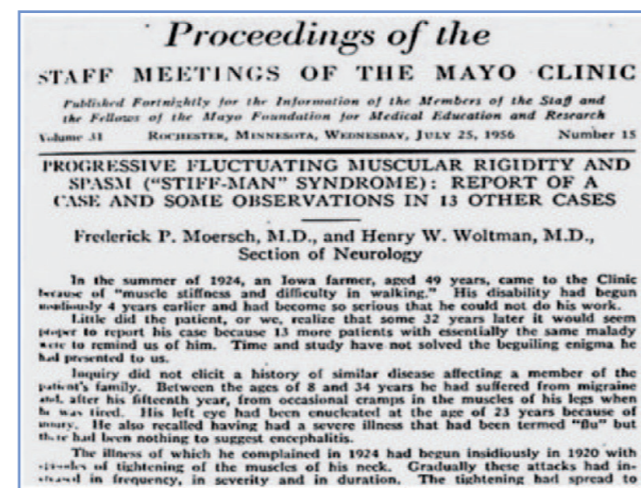 Proceedings of the
STAFF MEETINGS OF THE MAYO CLINIC
Published Fortnightly for the Information of the Members of the Staff and
the Fellows of the Mayo Foundation for Medical Education and Research
Volume 31 ROCHESTER, MINNESOTA, WEDNESDAY, JULY 25, 1956 Number 15
PROGRESSIVE FLUCTUATING MUSCULAR RIGIDITY AND
SPASM ("STIFF-MAN" SYNDROME): REPORT OF A
CASE AND SOME OBSERVATIONS IN 13 OTHER CASES
Frederick P. Moersch, M.D., and Henry W. Woltman, M.D.,
Section of Neurology
In the summer of 1924, an Iowa farmer, aged 49 years, came to the Clinic
because of "muscle stiffness and difficulty in walking." His disability had begun
insidiously 4 years earlier and had become so serious that he could not do his work.
Little did the patient, or we, realize that some 32 years later it would seem
proper to report his case because 13 more patients with essentially the same malady
were to remind us of him. Time and study have not solved the beguiling enigma he
had presented to us.
Inquiry did not elicit a history of similar disease affecting a member of the
patient's family. Between the ages of 8 and 34 years he had suffered from migraine
and, after his fifteenth year, from occasional cramps in the muscles of his legs when
he was tired. His left eye had been enucleated at the age of 23 years because of
injury. He also recalled having had a severe illness that had been termed "flu" but
there had been nothing to suggest encephalitis.
The illness of which he complained in 1924 had begun insidiously in 1920 with
episodes of tightening of the muscles of his neck. Gradually these attacks had in-
creased in frequency, in severity and in duration. The tightening had spread to